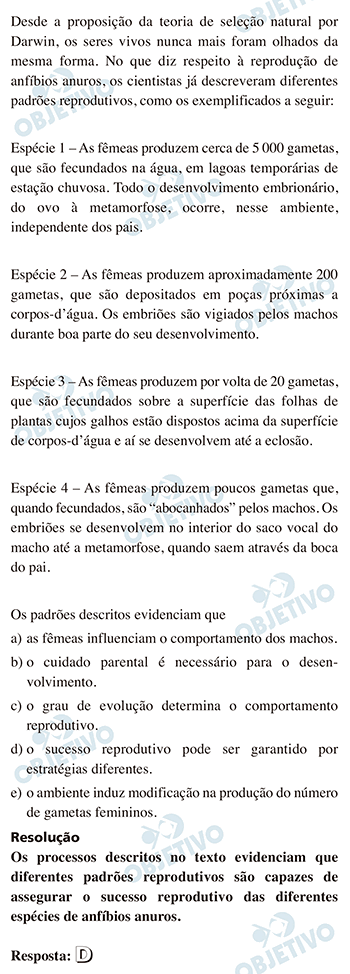 Desde a proposição da teoria de seleção natural por
Darwin, os seres vivos nunca mais foram olhados da
mesma forma. No que diz respeito à reprodução de
anfíbios anuros, os cientistas já descreveram diferentes
padrões reprodutivos, como os exemplificados a seguir:
Espécie 1 – As fêmeas produzem cerca de 5 000 gametas,
que são fecundados na água, em lagoas temporárias de
estação chuvosa. Todo o desenvolvimento embrionário,
do ovo à metamorfose, ocorre, nesse ambiente,
independente dos pais.
Espécie 2 – As fêmeas produzem aproximadamente 200
gametas, que são depositados em poças próximas a
corpos-d’água. Os embriões são vigiados pelos machos
durante boa parte do seu desenvolvimento.
Espécie 3 – As fêmeas produzem por volta de 20 gametas,
que são fecundados sobre a superfície das folhas de
plantas cujos galhos estão dispostos acima da superfície
de corpos-d’água e aí se desenvolvem até a eclosão.
Espécie 4 – As fêmeas produzem poucos gametas que,
quando fecundados, são “abocanhados” pelos machos. Os
embriões se desenvolvem no interior do saco vocal do
macho até a metamorfose, quando saem através da boca
do pai.
Os padrões descritos evidenciam que
a) as fêmeas influenciam o comportamento dos machos.
b) o cuidado parental é necessário para o desen-
volvimento.
c) o grau de evolução determina o comportamento
reprodutivo.
d) o sucesso reprodutivo pode ser garantido por
estratégias diferentes.
e) o ambiente induz modificação na produção do número
de gametas femininos.
Resolução
Os processos descritos no texto evidenciam que
diferentes padrões reprodutivos são capazes de
assegurar o sucesso reprodutivo das diferentes
espécies de anfíbios anuros.
Resposta: D
OBJETIVO
OBJETIVO
OBJETIVO
OBJETIVO
OBJETIVO
OBJETIVO
OBJETIVO
OBJETIVO
OBJETIVO